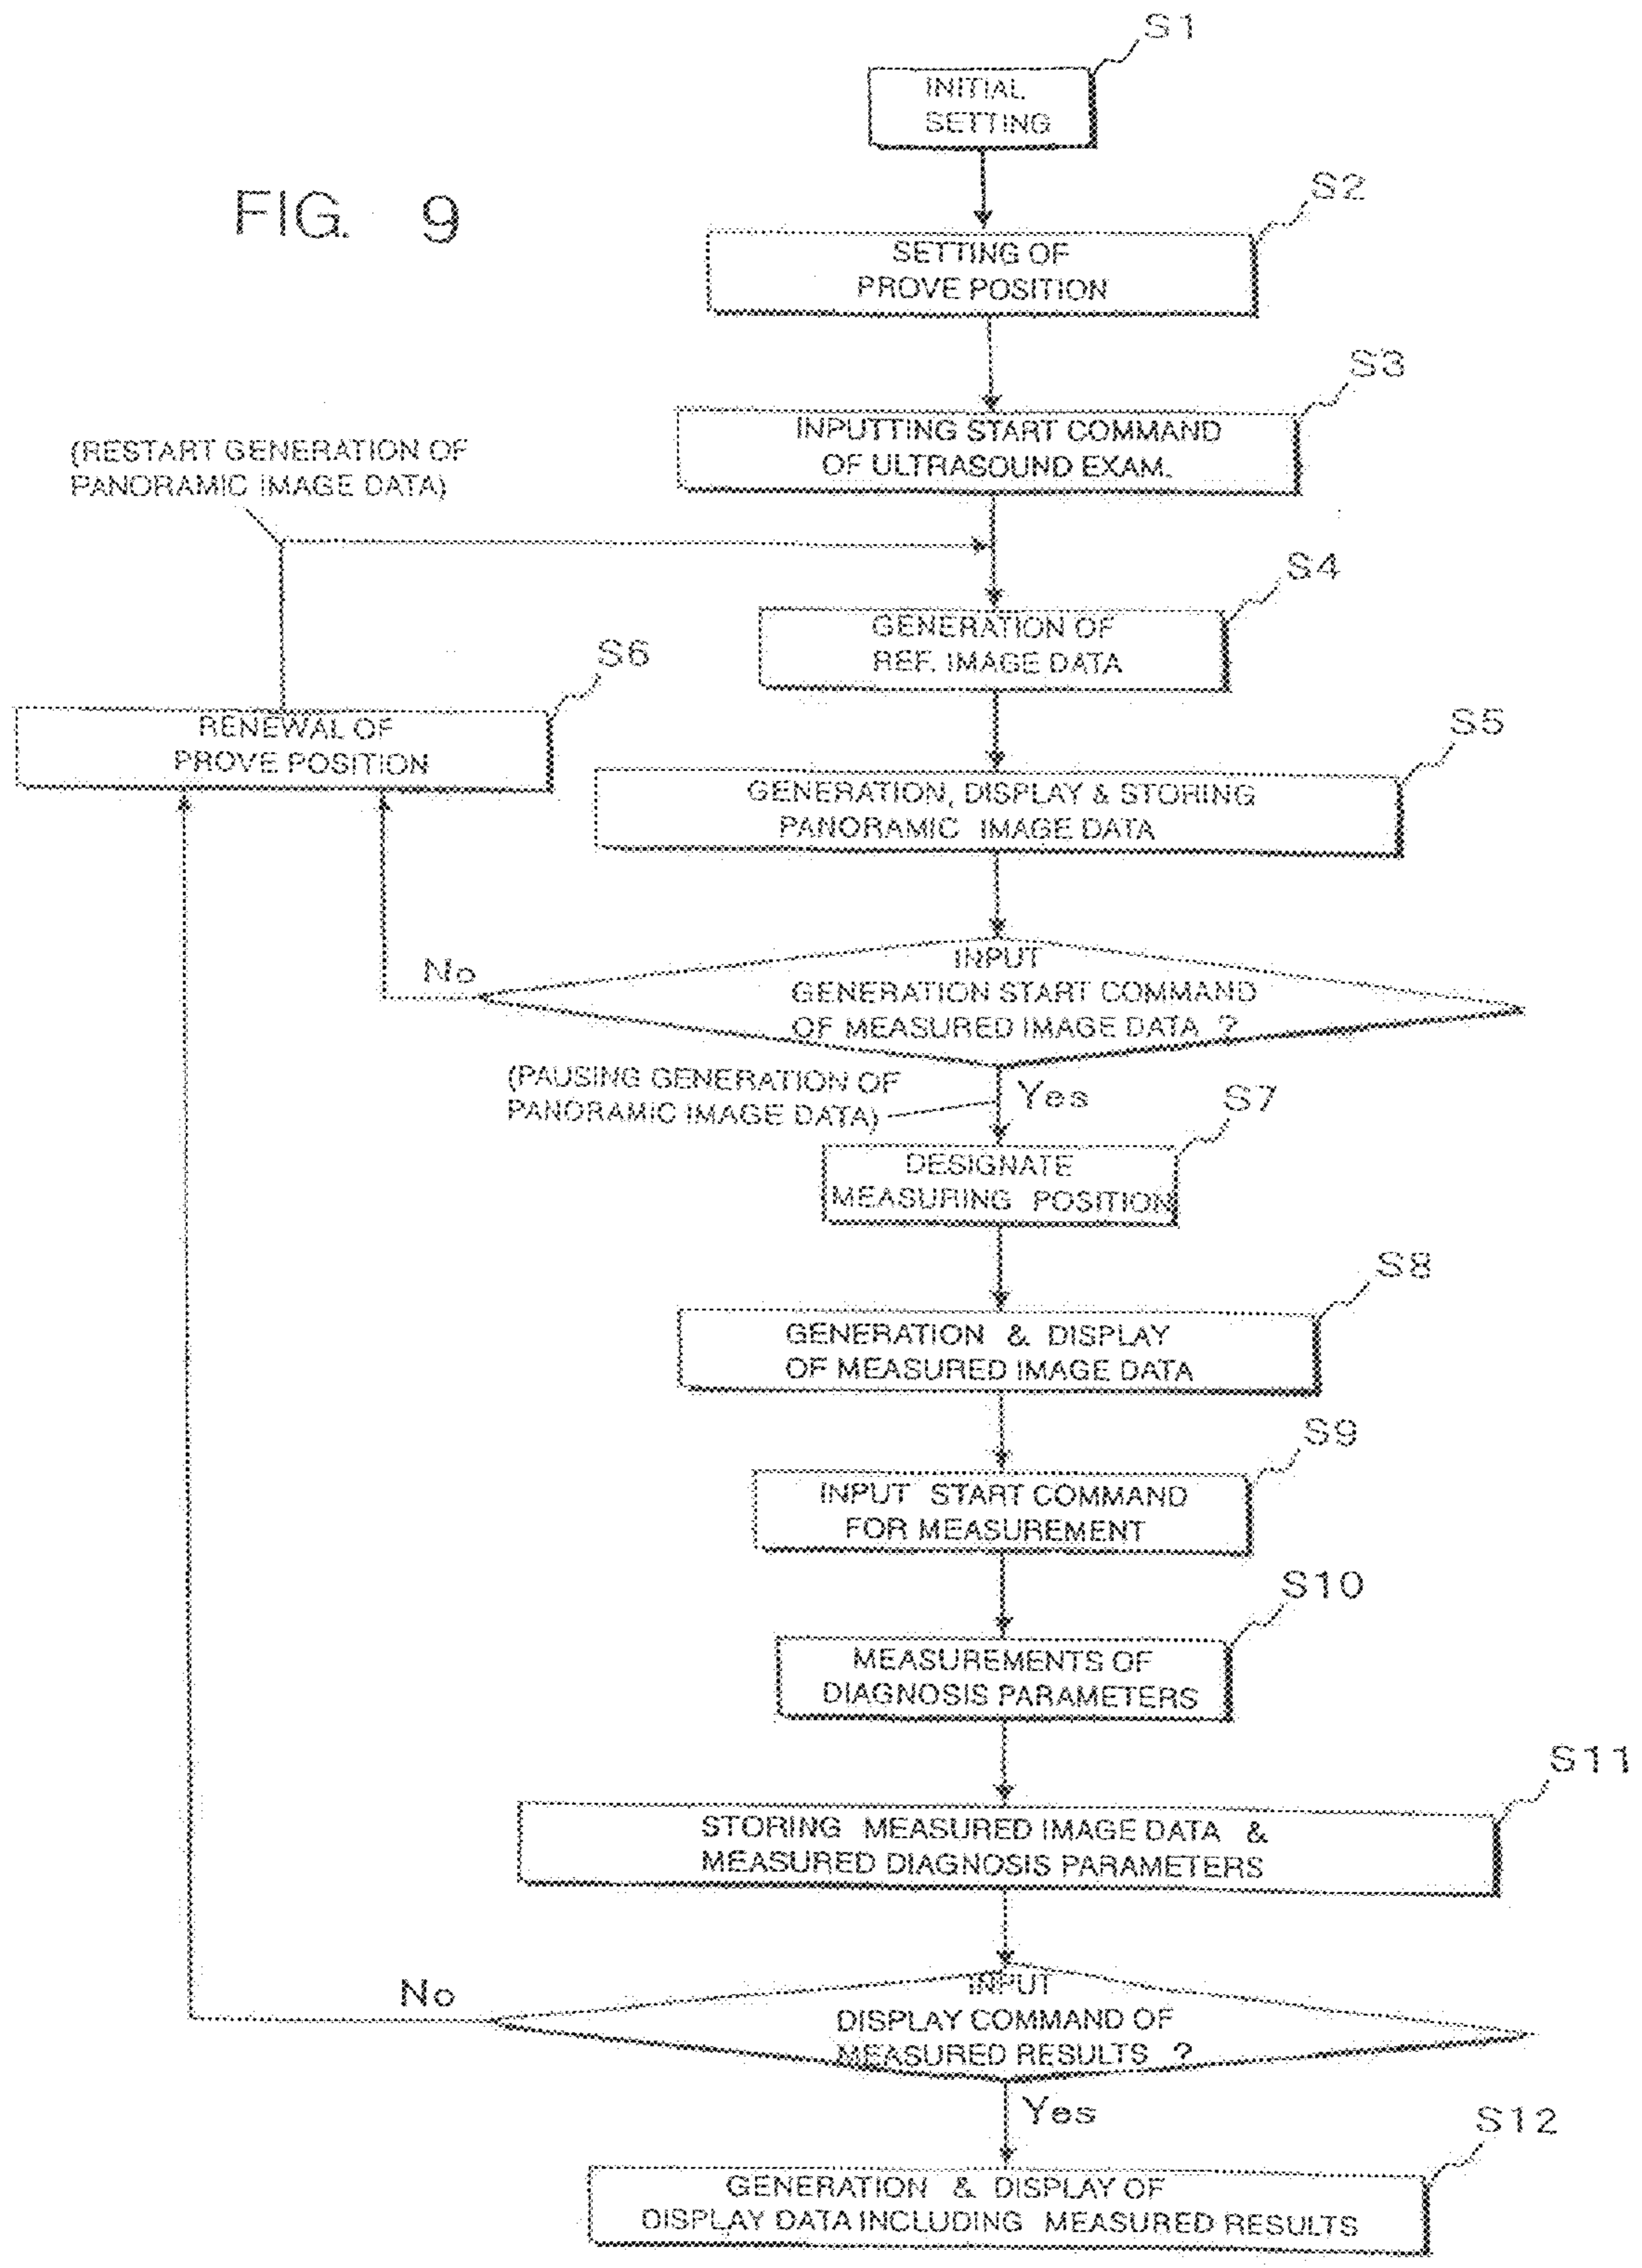 S1
INITIAL
SETTING
FIG. 9
S2
SETTING OF
PROVE POSITION
S3
INPUTTING START COMMAND
OF ULTRASOUND EXAM.
(RESTART GENERATION OF
PANORAMIC IMAGE DATA)
S4
GENERATION OF
REF. IMAGE DATA
S6
RENEWAL OF
PROVE POSITION
S5
GENERATION, DISPLAY & STORING
PANORAMIC IMAGE DATA
No
INPUT
GENERATION START COMMAND
OF MEASURED IMAGE DATA ?
(PAUSING GENERATION OF
PANORAMIC IMAGE DATA)
Yes
S7
DESIGNATE
MEASURING POSITION
S8
GENERATION & DISPLAY
OF MEASURED IMAGE DATA
S9
INPUT START COMMAND
FOR MEASUREMENT
S10
MEASUREMENTS OF
DIAGNOSIS PARAMETERS
S11
STORING MEASURED IMAGE DATA &
MEASURED DIAGNOSIS PARAMETERS
No
INPUT
DISPLAY COMMAND OF
MEASURED RESULTS ?
Yes
S12
GENERATION & DISPLAY OF
DISPLAY DATA INCLUDING MEASURED RESULTS